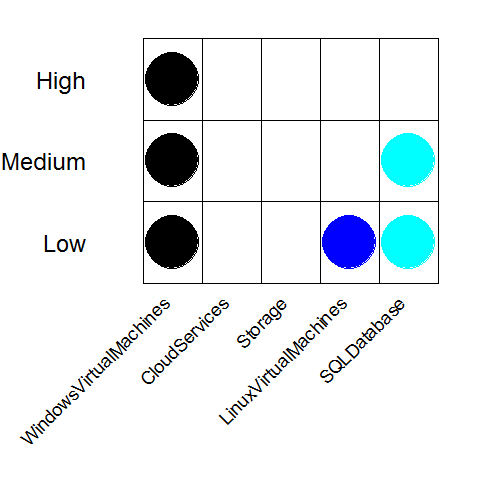 High
Medium
Low
WindowsVirtualMachines
CloudServices
Storage
LinuxVirtualMachines
SQLDatabase